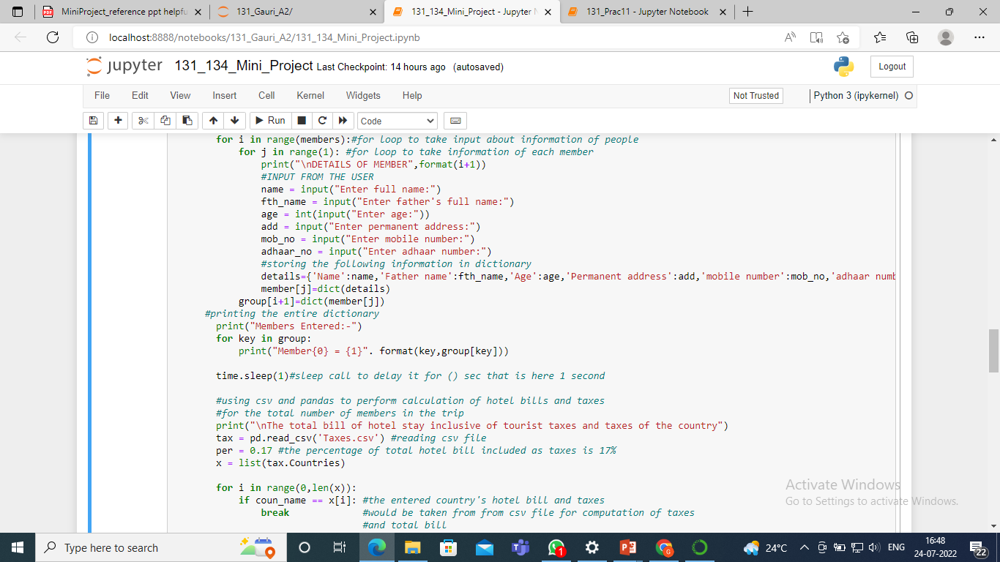 MiniProject_reference ppt helpfu
131_Gauri_A2/
131_134_Mini_Project - Jupyter N
131_Prac11 - Jupyter Notebook
localhost:8888/notebooks/131_Gauri_A2/131_134_Mini_Project.ipynb
jupyter 131_134_Mini_Project Last Checkpoint: 14 hours ago (autosaved)
Logout
File Edit View Insert Cell Kernel Widgets Help
Not Trusted
Python 3 (ipykernel)
Run
Code
for i in range(members):#for loop to take input about information of people
for j in range(1): #for loop to take information of each member
print("\nDETAILS OF MEMBER",format(i+1))
#INPUT FROM THE USER
name = input("Enter full name:")
fth_name = input("Enter father's full name:")
age = int(input("Enter age:"))
add = input("Enter permanent address:")
mob_no = input("Enter mobile number:")
adhaar_no = input("Enter adhaar number:")
#storing the following information in dictionary
details={'Name':name,'Father name':fth_name,'Age':age,'Permanent address':add,'mobile number':mob_no,'adhaar numb
member[j]=dict(details)
group[i+1]=dict(member[j])
#printing the entire dictionary
print("Members Entered:-")
for key in group:
print("Member{0} = {1}". format(key,group[key]))
time.sleep(1)#sleep call to delay it for () sec that is here 1 second
#using csv and pandas to perform calculation of hotel bills and taxes
#for the total number of members in the trip
print("\nThe total bill of hotel stay inclusive of tourist taxes and taxes of the country")
tax = pd.read_csv('Taxes.csv') #reading csv file
per = 0.17 #the percentage of total hotel bill included as taxes is 17%
x = list(tax.Countries)
for i in range(0,len(x)):
if coun_name == x[i]: #the entered country's hotel bill and taxes
break #would be taken from from csv file for computation of taxes
#and total bill
Activate Windows
Go to Settings to activate Windows.
Type here to search
1
24°C
ENG
16:48
24-07-2022
22